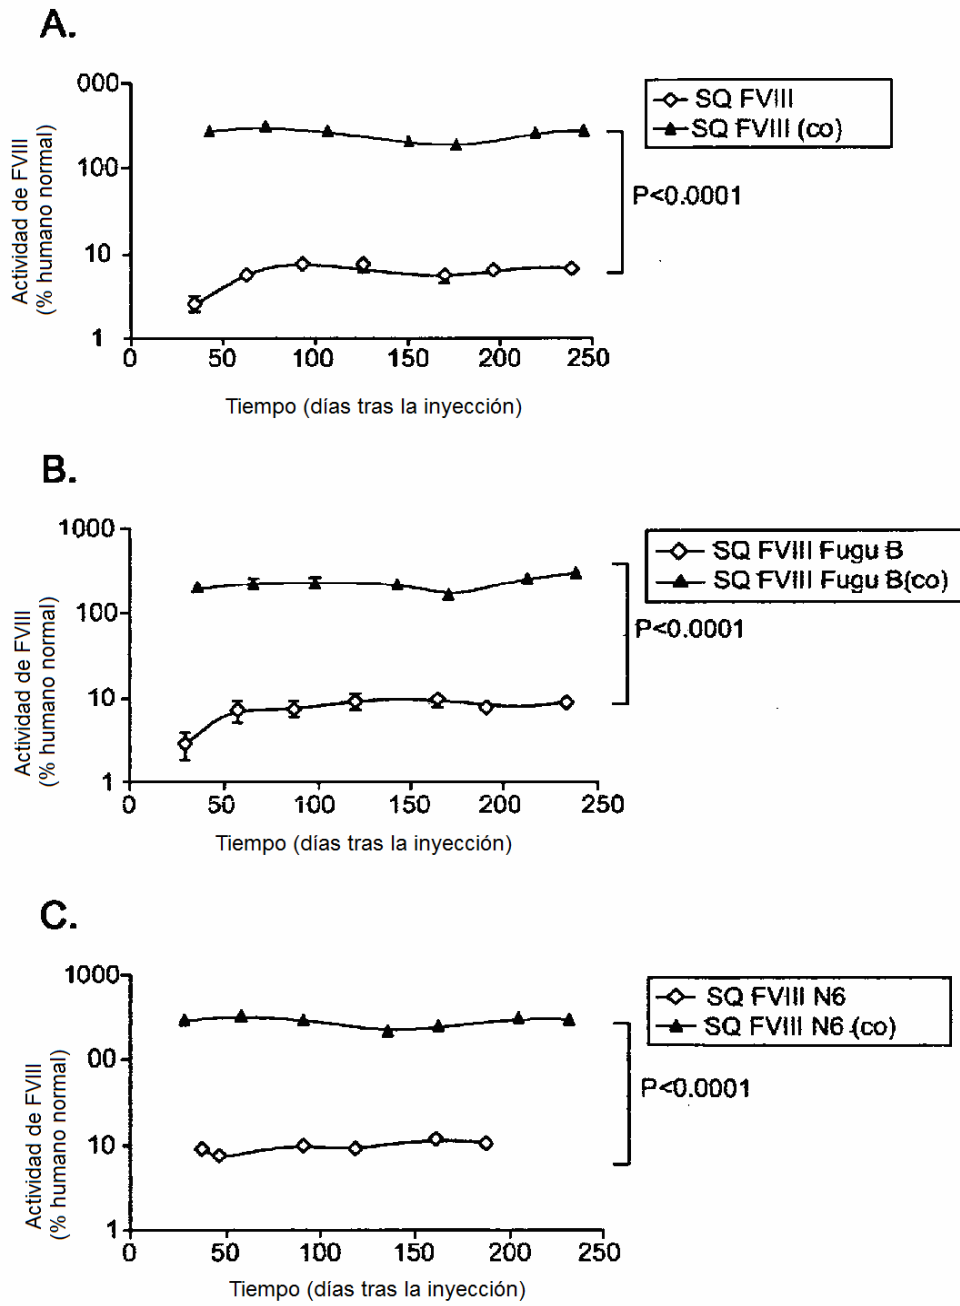 A.
000
100
10
1
0 50 100 150 200 250
Actividad de FVIII
(% humano normal)
Tiempo (días tras la inyección)
SQ FVIII
SQ FVIII (co)
P<0.0001
B.
1000
100
10
1
0 50 100 150 200 250
Actividad de FVIII
(% humano normal)
Tiempo (días tras la inyección)
SQ FVIII Fugu B
SQ FVIII Fugu B(co)
P<0.0001
C.
1000
00
10
1
0 50 100 150 200 250
Actividad de FVIII
(% humano normal)
Tiempo (días tras la inyección)
SQ FVIII N6
SQ FVIII N6 (co)
P<0.0001